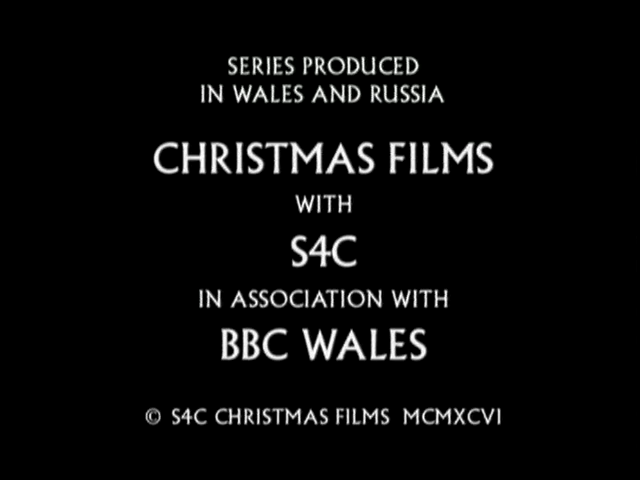 SERIES PRODUCED
IN WALES AND RUSSIA
CHRISTMAS FILMS
WITH
S4C
IN ASSOCIATION WITH
BBC WALES
© S4C CHRISTMAS FILMS MCMXCVI